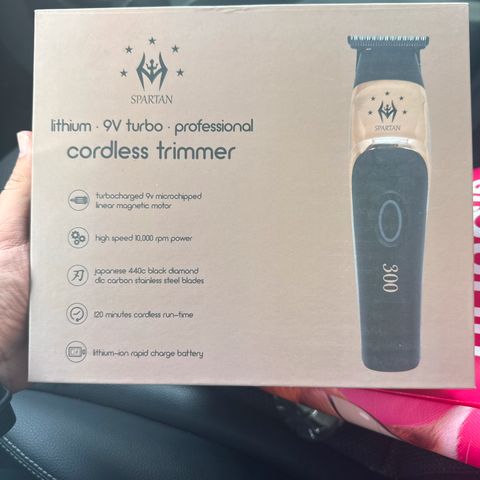 SPARTAN
lithium · 9V turbo · professional
cordless trimmer
turbocharged 9v microchipped
linear magnetic motor
high speed 10,000 rpm power
japanese 440c black diamond
dlc carbon stainless steel blades
120 minutes cordless run-time
lithium-ion rapid charge battery
SPARTAN
300